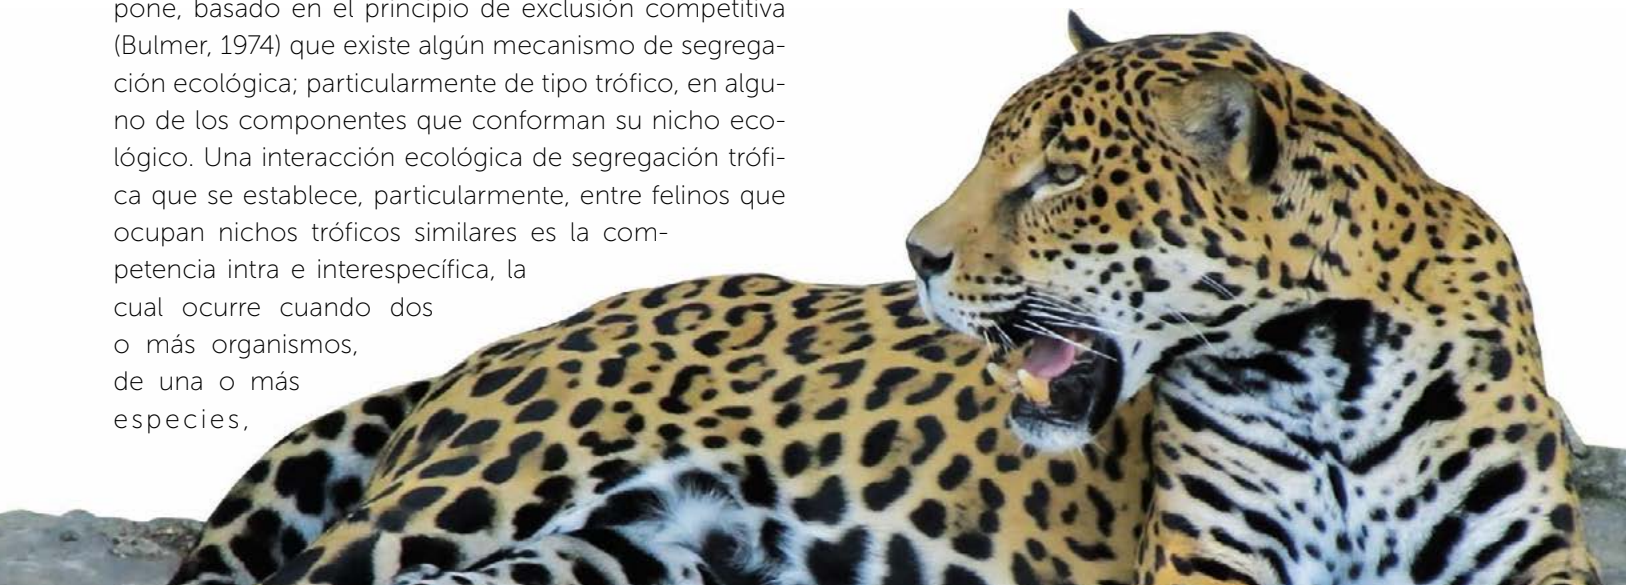 pone, basado en el principio de exclusión competitiva
(Bulmer, 1974) que existe algún mecanismo de segrega-
ción ecológica; particularmente de tipo trófico, en algu-
no de los componentes que conforman su nicho eco-
lógico. Una interacción ecológica de segregación trófi-
ca que se establece, particularmente, entre felinos que
ocupan nichos tróficos similares es la com-
petencia intra e interespecífica, la
cual ocurre cuando dos
o más organismos,
de una o más
especies,